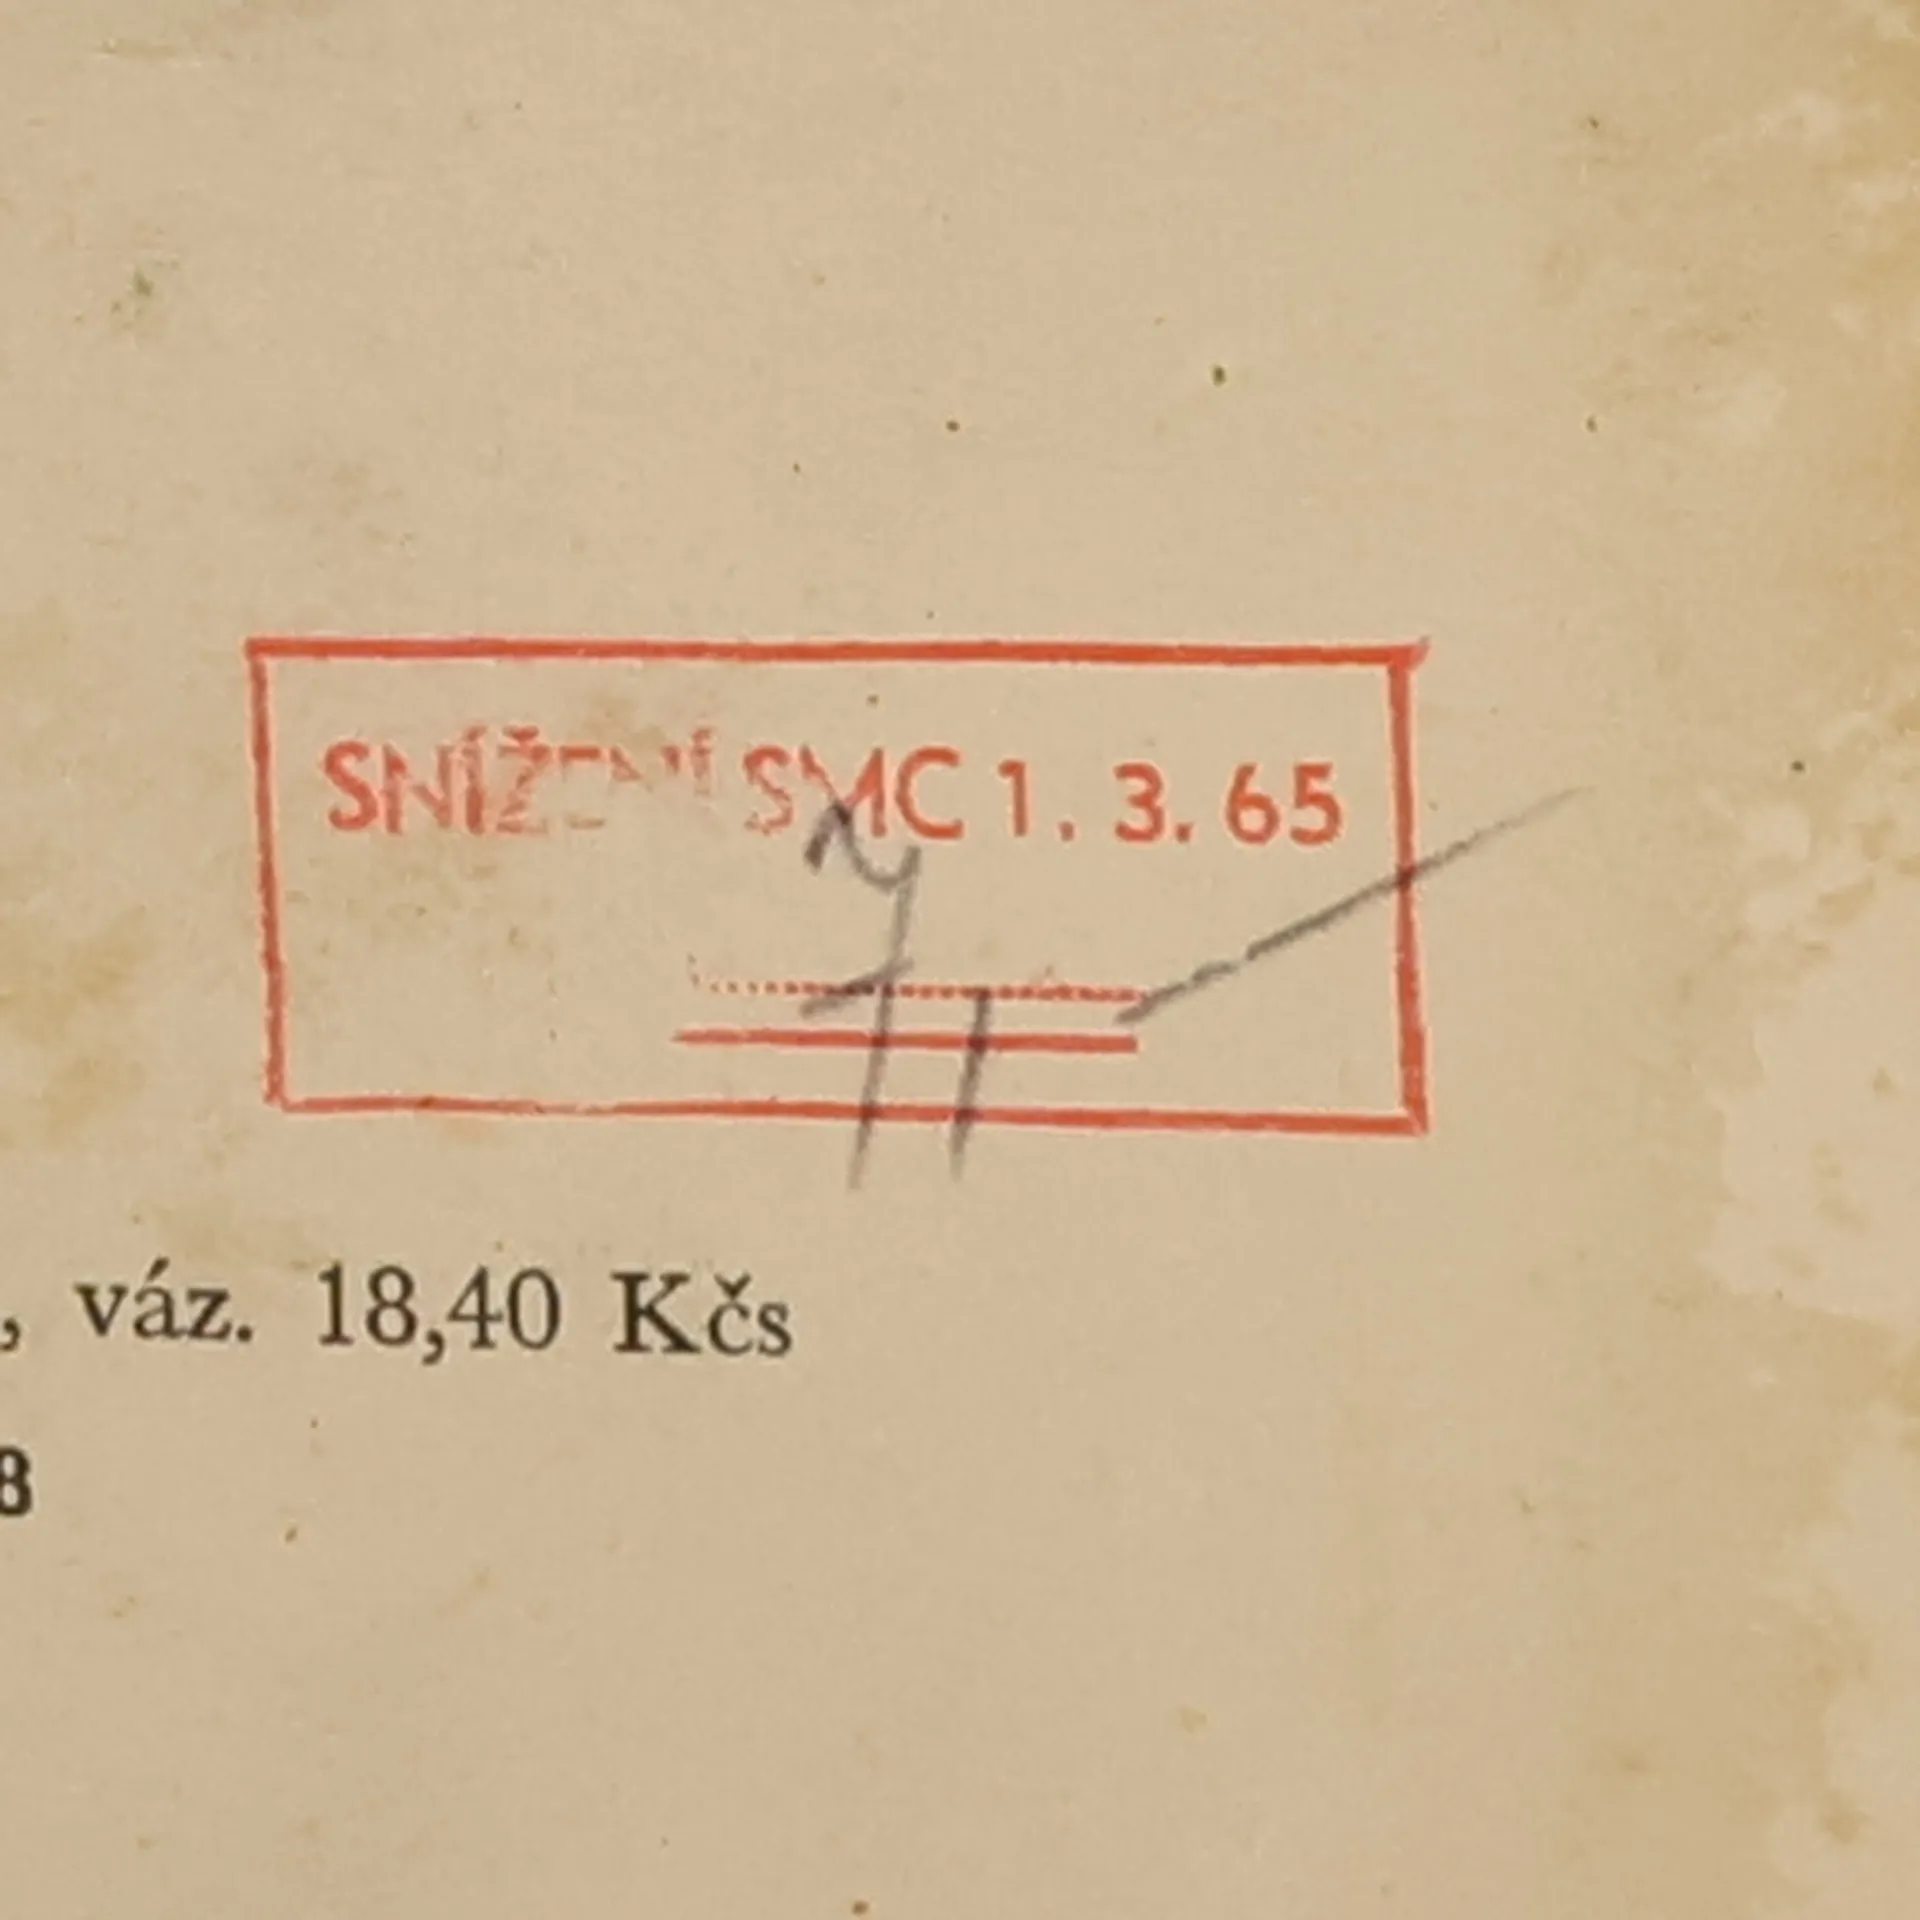 SNÍŽENÍ SMC 1. 3. 65
, váz. 18,40 Kčs
8